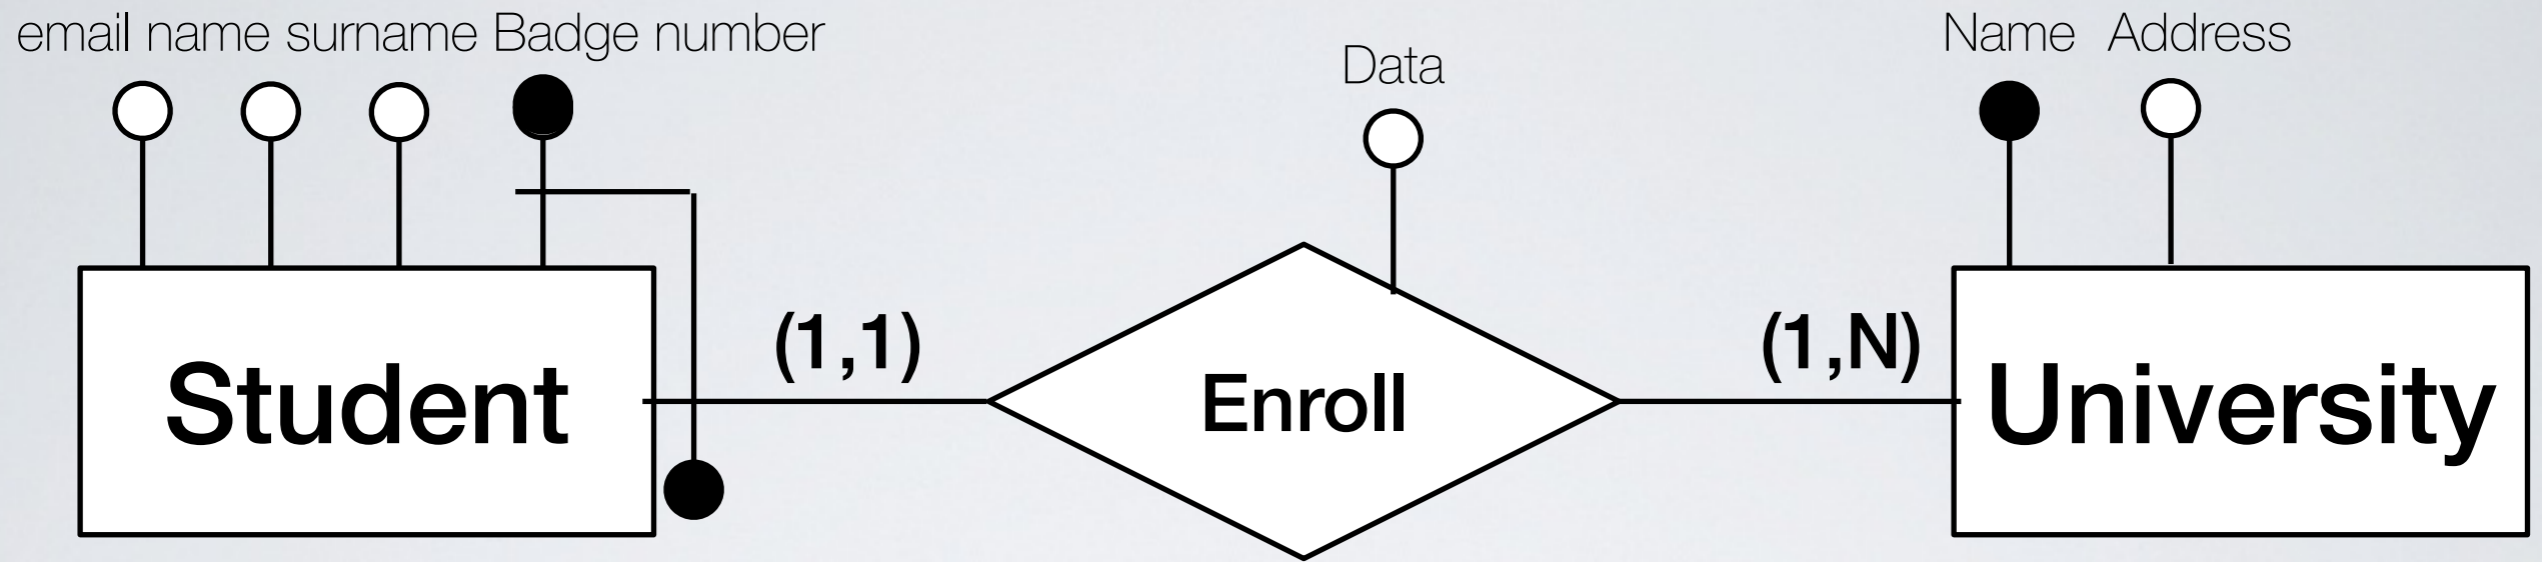 email name surname Badge number
Data
Name Address
(1,1)
(1,N)
Student
Enroll
University